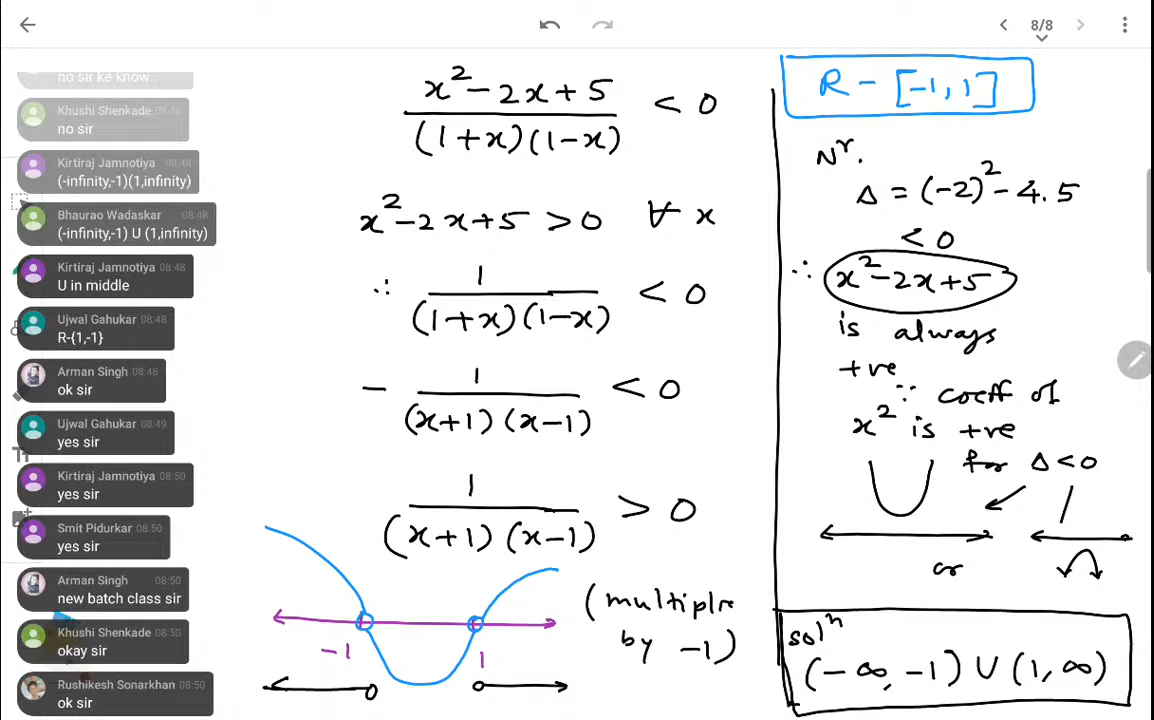 8/8
no sir ke know
Khushi Shenkade 08:48
no sir
Kirtiraj Jamnotiya 08:48
(-infinity,-1)(1,infinity)
Bhaurao Wadaskar 08:48
(-infinity,-1) U (1,infinity)
Kirtiraj Jamnotiya 08:48
U in middle
Ujwal Gahukar 08:48
R-{1,-1}
Arman Singh 08:48
ok sir
Ujwal Gahukar 08:49
yes sir
Kirtiraj Jamnotiya 08:50
yes sir
Smit Pidurkar 08:50
yes sir
Arman Singh 08:50
new batch class sir
Khushi Shenkade 08:50
okay sir
Rushikesh Sonarkhan 08:50
ok sir
x² - 2x + 5 / (1+x)(1-x) < 0
x² - 2x + 5 > 0 ∀ x
∴ 1 / (1+x)(1-x) < 0
- 1 / (x+1)(x-1) < 0
1 / (x+1)(x-1) > 0
(multiply
by -1)
-1 1
R - [-1, 1]
Nr.
Δ = (-2)² - 4.5
< 0
∴ x² - 2x + 5
is always
+ve
∵ coeff of
x² is +ve
for Δ < 0
or
solⁿ
(-∞, -1) ∪ (1, ∞)